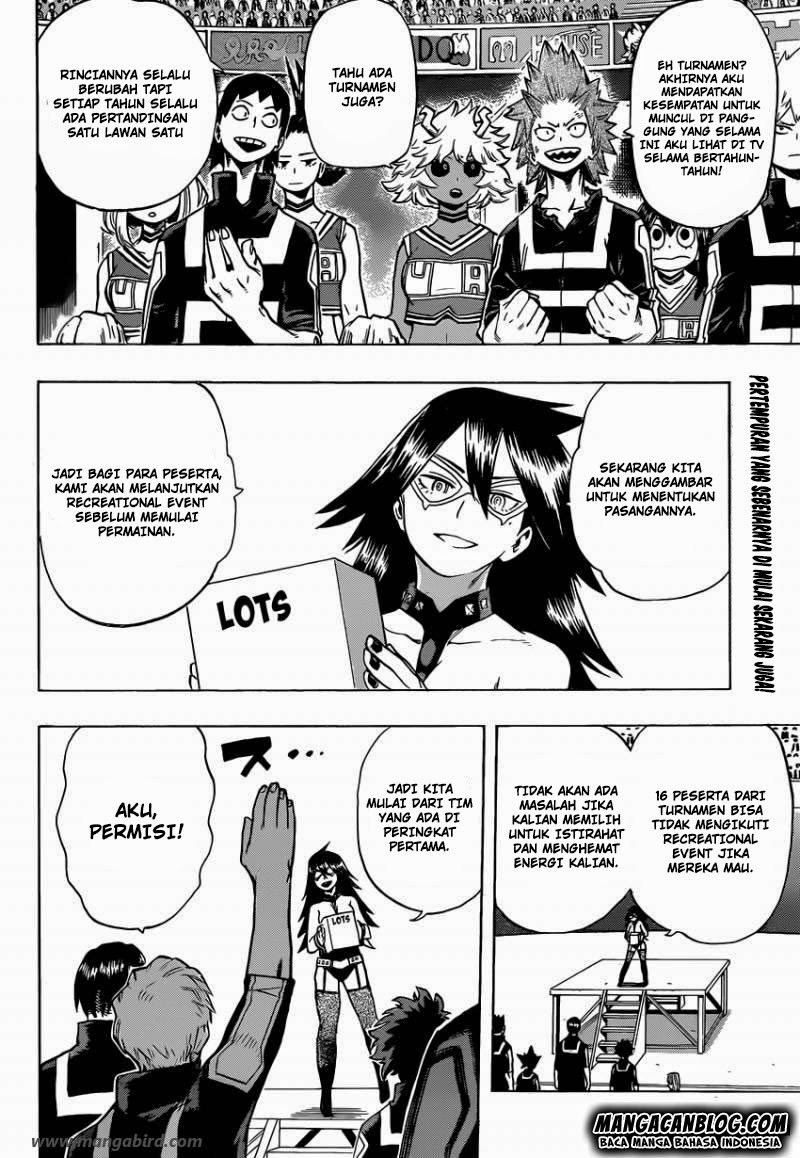 EH TURNAMEN?
AKHIRNYA AKU
MENDAPATKAN
KESEMPATAN UNTUK
MUNCUL DI PANG-
GUNG YANG SELAMA
INI AKU LIHAT DI TV
SELAMA BERTAHUN-
TAHUN!
TAHU ADA
TURNAMEN
JUGA?
RINCIANNYA SELALU
BERUBAH TAPI
SETIAP TAHUN SELALU
ADA PERTANDINGAN
SATU LAWAN SATU
HOUSE
UA
UA
PERTEMPURAN YANG SEBENARNYA DI MULAI SEKARANG JUGA!
SEKARANG KITA
AKAN MENGGAMBAR
UNTUK MENENTUKAN
PASANGANNYA.
JADI BAGI PARA PESERTA,
KAMI AKAN MELANJUTKAN
RECREATIONAL EVENT
SEBELUM MEMULAI
PERMAINAN.
LOTS
16 PESERTA DARI
TURNAMEN BISA
TIDAK MENGIKUTI
RECREATIONAL
EVENT JIKA
MEREKA MAU.
TIDAK AKAN ADA
MASALAH JIKA
KALIAN MEMILIH
UNTUK ISTIRAHAT
DAN MENGHEMAT
ENERGI KALIAN.
JADI KITA
MULAI DARI TIM
YANG ADA DI
PERINGKAT
PERTAMA.
LOTS
ス…
AKU,
PERMISI!
www.mangabird.com
MANGACANBLOG.COM
BACA MANGA BAHASA INDONESIA